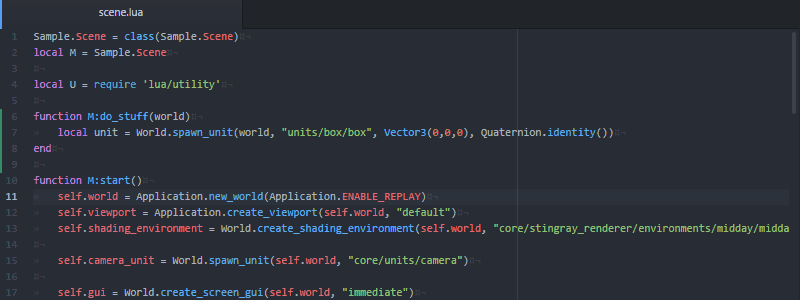 scene.lua
1 Sample.Scene = class(Sample.Scene)¤¬
2 local M = Sample.Scene¤¬
3 ¤¬
4 local U = require 'lua/utility'¤¬
5 ¤¬
6 function M:do_stuff(world)¤¬
7 » local unit = World.spawn_unit(world, "units/box/box", Vector3(0,0,0), Quaternion.identity())¤¬
8 end¤¬
9 ¤¬
10 function M:start()¤¬
11 » self.world = Application.new_world(Application.ENABLE_REPLAY)¤¬
12 » self.viewport = Application.create_viewport(self.world, "default")¤¬
13 » self.shading_environment = World.create_shading_environment(self.world, "core/stingray_renderer/environments/midday/midda
14 ¤¬
15 » self.camera_unit = World.spawn_unit(self.world, "core/units/camera")¤¬
16 ¤¬
17 » self.gui = World.create_screen_gui(self.world, "immediate")¤¬